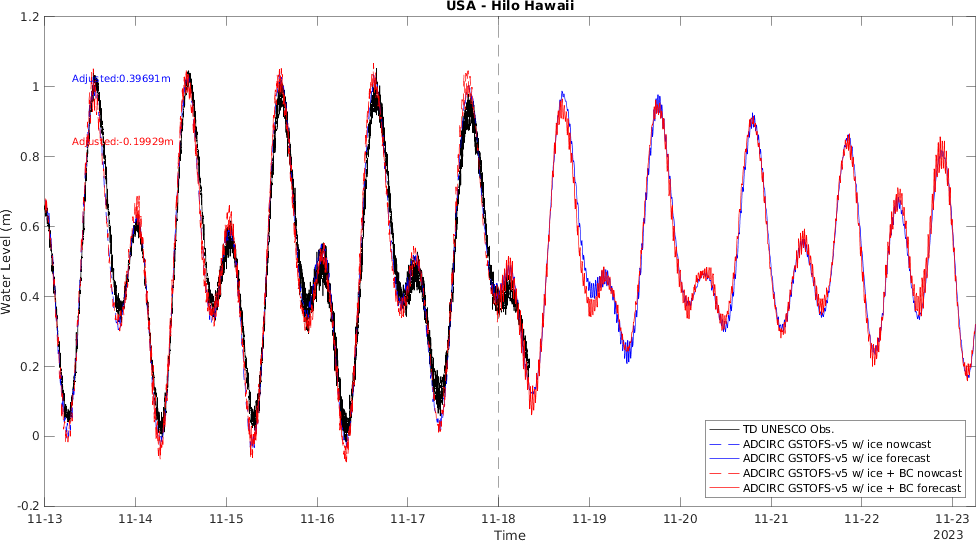 USA - Hilo Hawaii
1.2
1
0.8
0.6
0.4
0.2
0
-0.2
Water Level (m)
Adjusted:0.39691m
Adjusted:-0.19929m
TD UNESCO Obs.
ADCIRC GSTOFS-v5 w/ ice nowcast
ADCIRC GSTOFS-v5 w/ ice forecast
ADCIRC GSTOFS-v5 w/ ice + BC nowcast
ADCIRC GSTOFS-v5 w/ ice + BC forecast
11-13 11-14 11-15 11-16 11-17 11-18 11-19 11-20 11-21 11-22 11-23
Time
2023